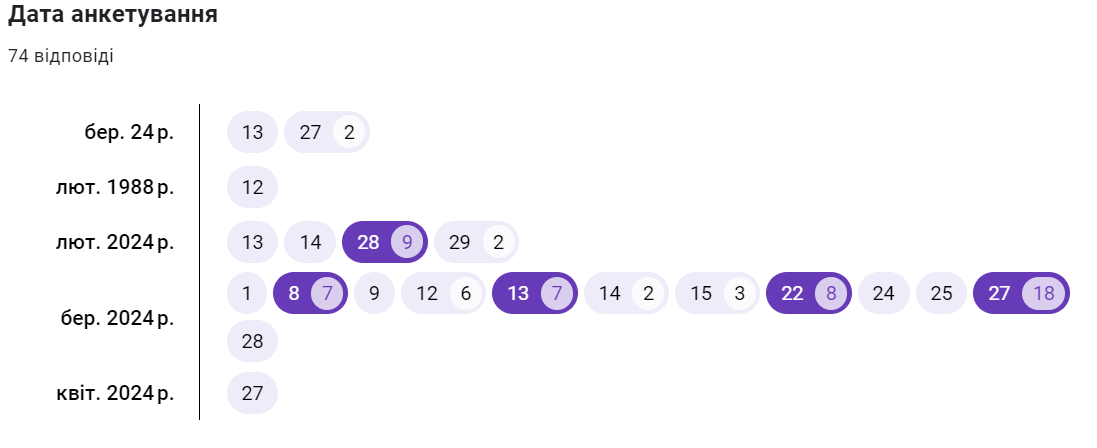 Дата анкетування
74 відповіді
бер. 24 р. 13 27 2
лют. 1988 р. 12
лют. 2024 р. 13 14 28 9 29 2
бер. 2024 р. 1 8 7 9 12 6 13 7 14 2 15 3 22 8 24 25 27 18
28
квіт. 2024 р. 27